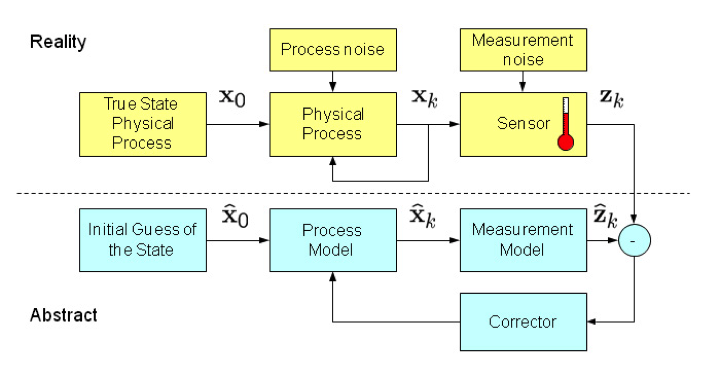 Reality
Process noise
Measurement
noise
True State
Physical
Process
x0
Physical
Process
xk
Sensor
zk
Initial Guess of
the State
x̂0
Process
Model
x̂k
Measurement
Model
ẑk
-
Abstract
Corrector